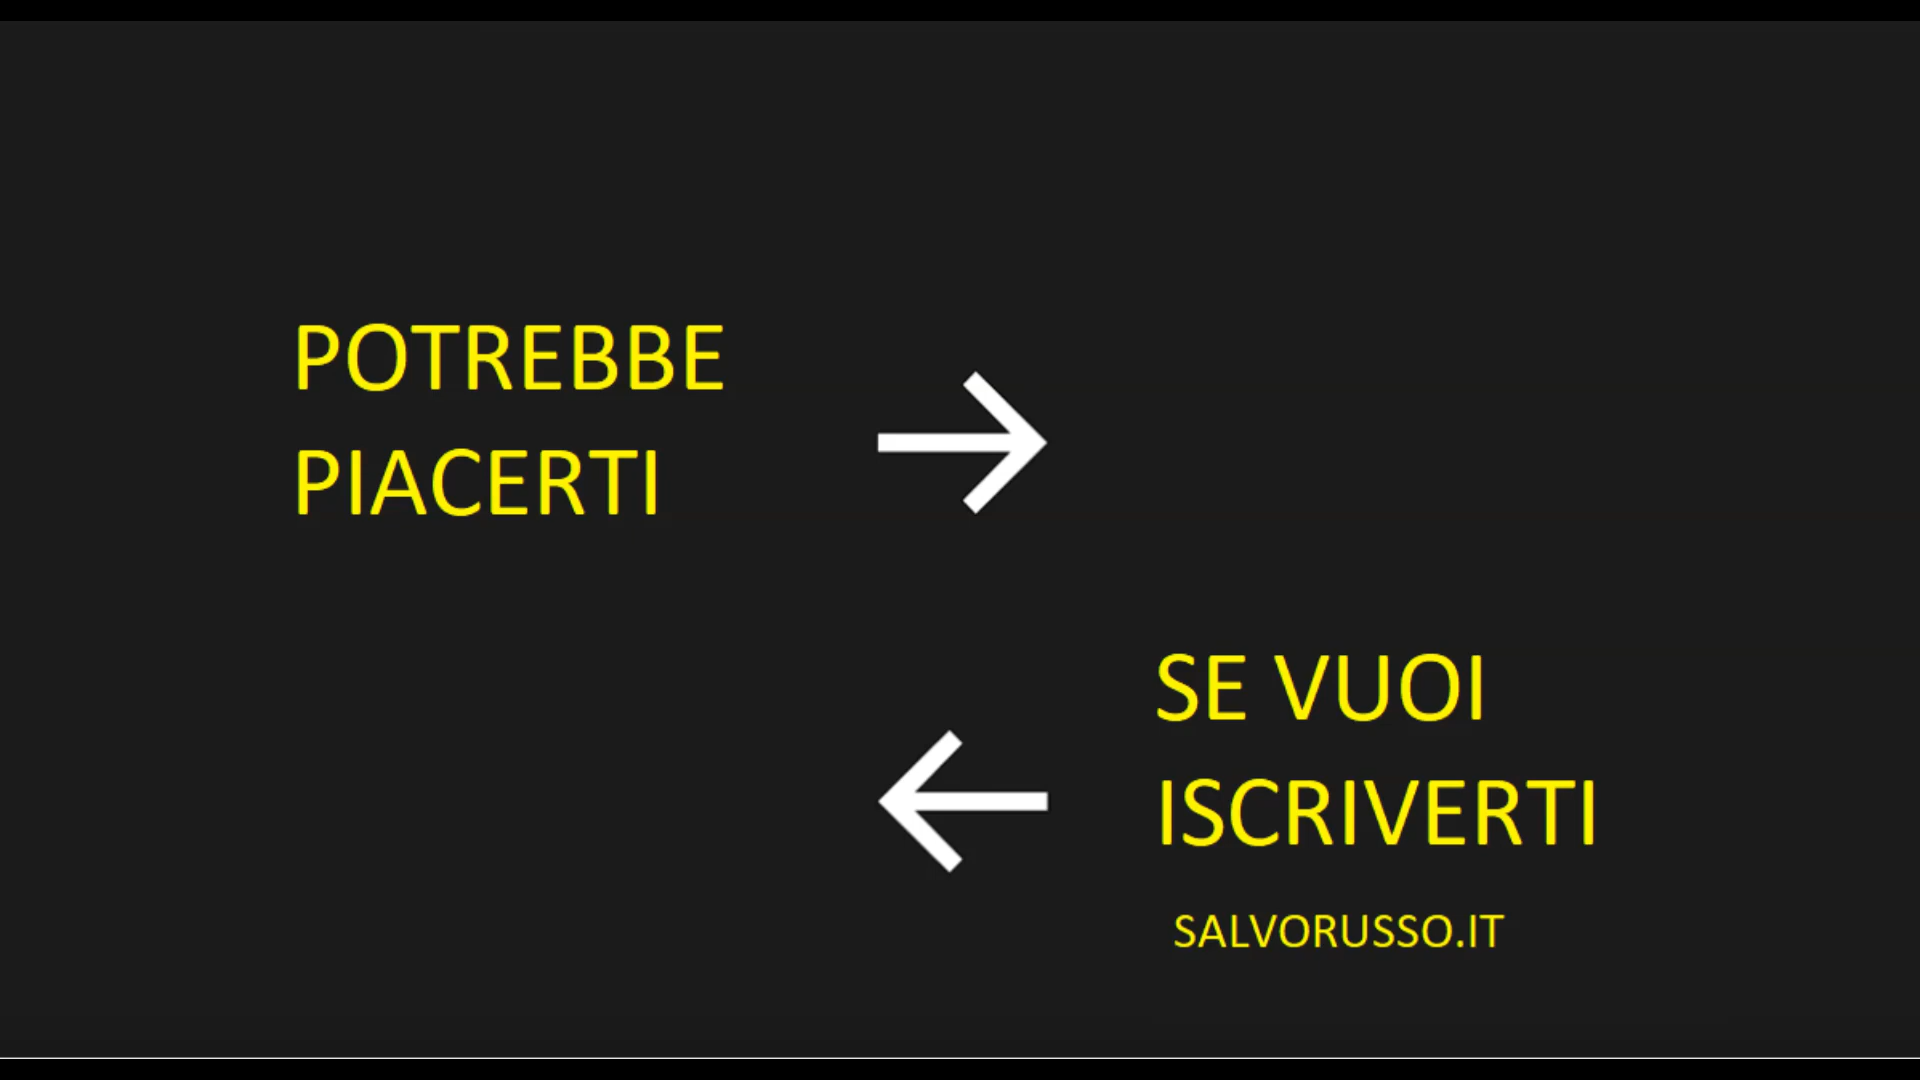 POTREBBE
PIACERTI
SE VUOI
ISCRIVERTI
SALVORUSSO.IT